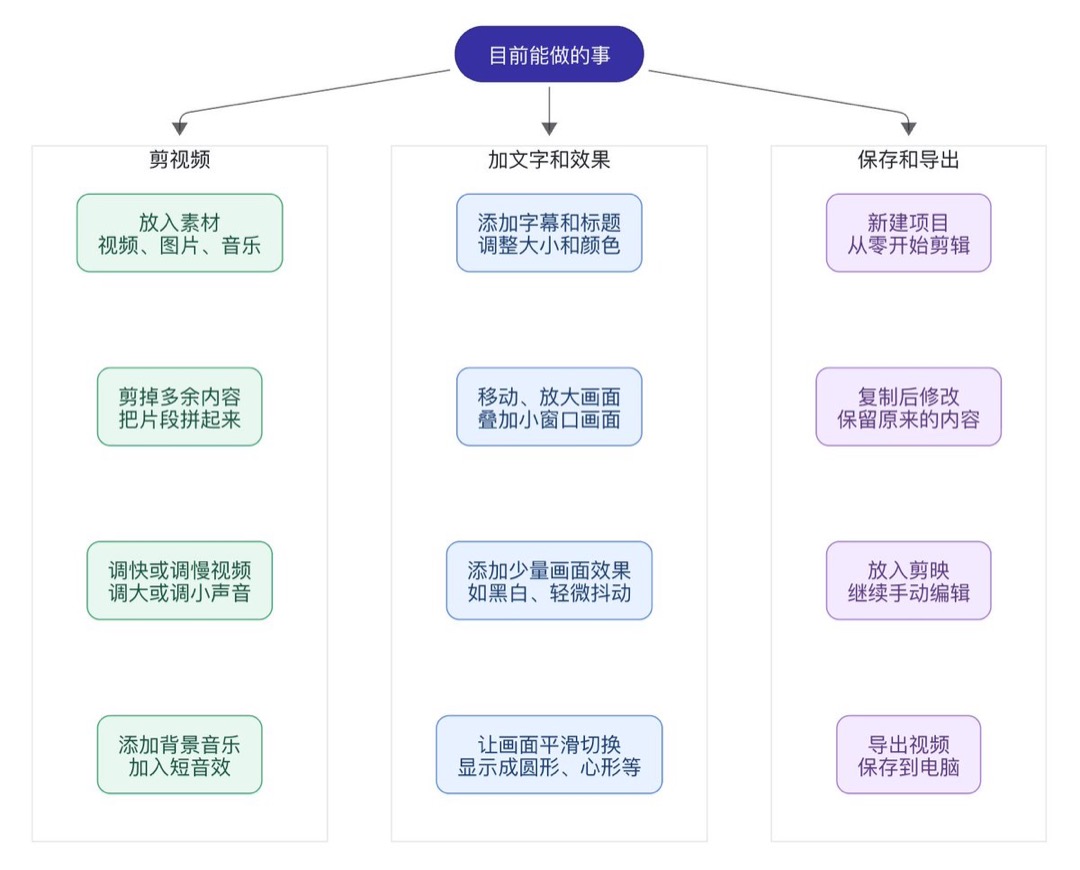 目前能做的事
剪视频
放入素材
视频、图片、音乐
剪掉多余内容
把片段拼起来
调快或调慢视频
调大或调小声音
添加背景音乐
加入短音效
加文字和效果
添加字幕和标题
调整大小和颜色
移动、放大画面
叠加小窗口画面
添加少量画面效果
如黑白、轻微抖动
让画面平滑切换
显示成圆形、心形等
保存和导出
新建项目
从零开始剪辑
复制后修改
保留原来的内容
放入剪映
继续手动编辑
导出视频
保存到电脑